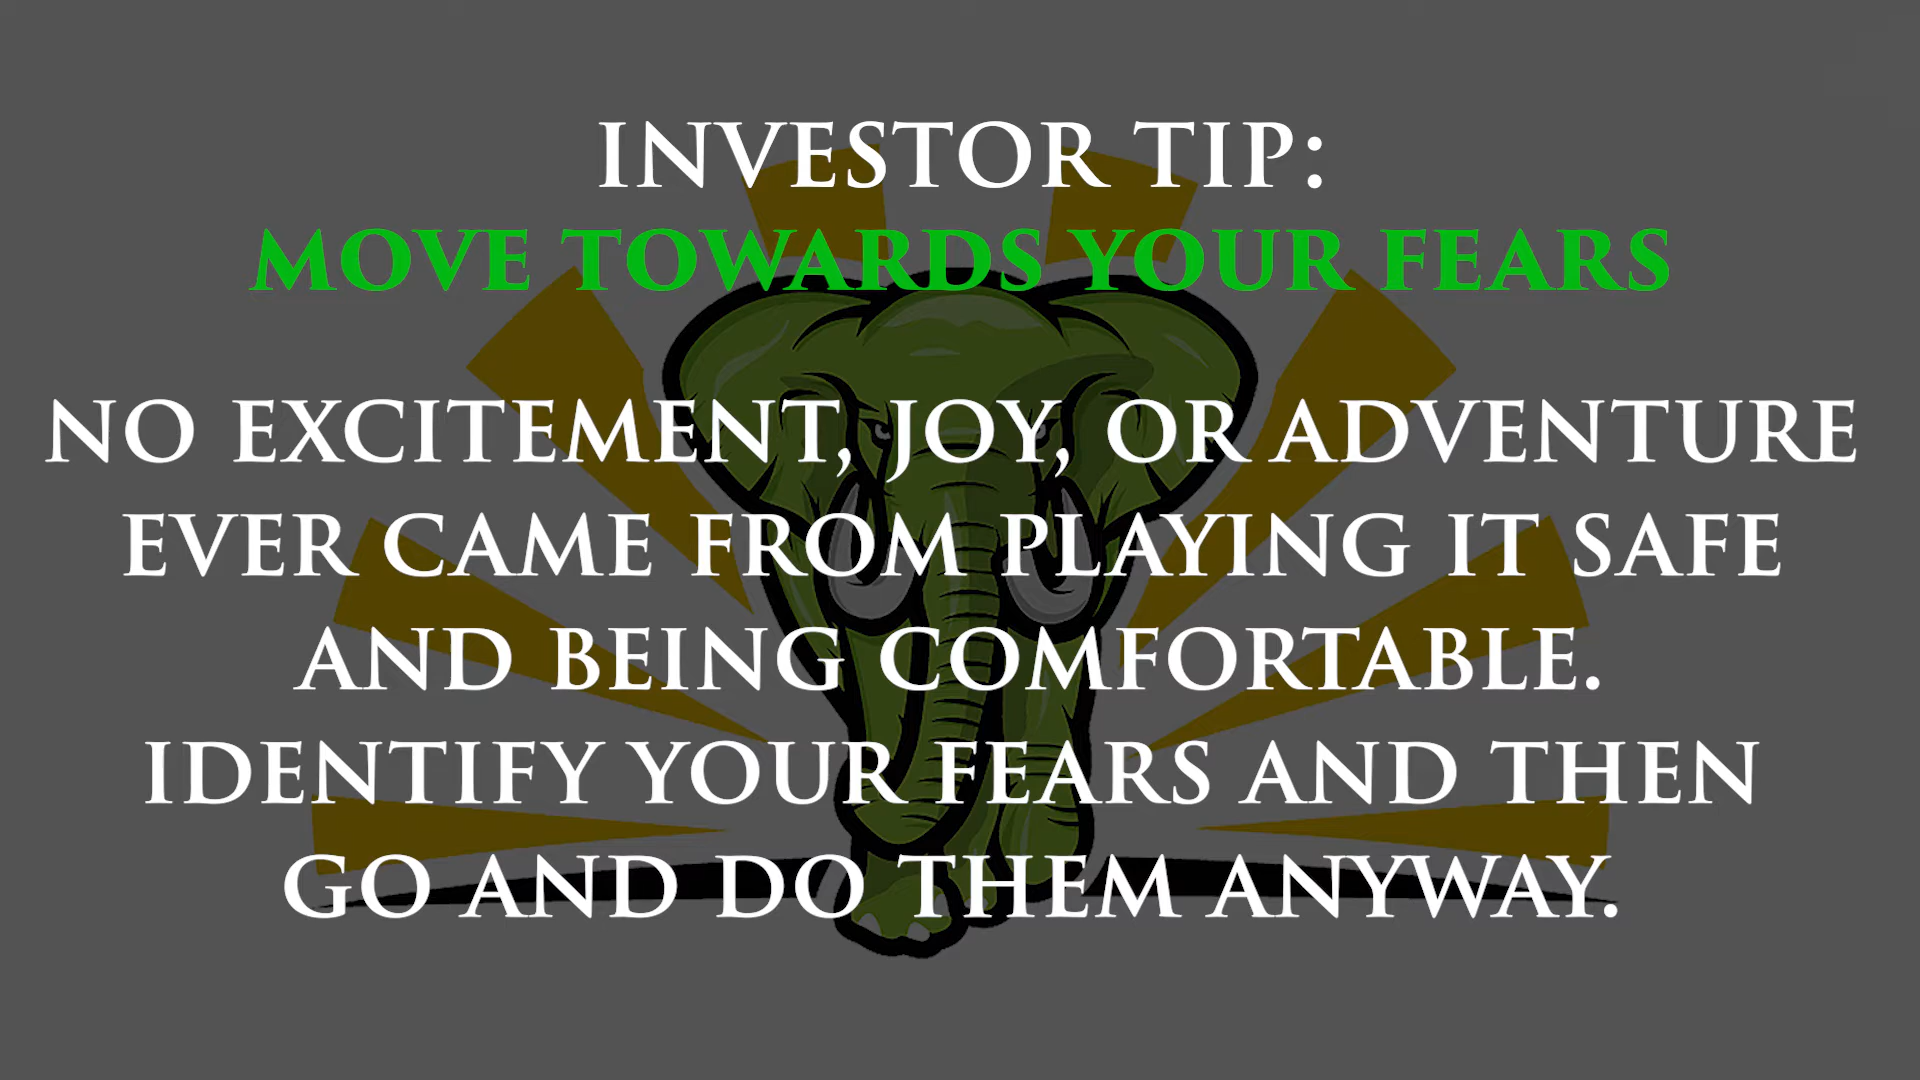 INVESTOR TIP:
MOVE TOWARDS YOUR FEARS
NO EXCITEMENT, JOY, OR ADVENTURE
EVER CAME FROM PLAYING IT SAFE
AND BEING COMFORTABLE.
IDENTIFY YOUR FEARS AND THEN
GO AND DO THEM ANYWAY.